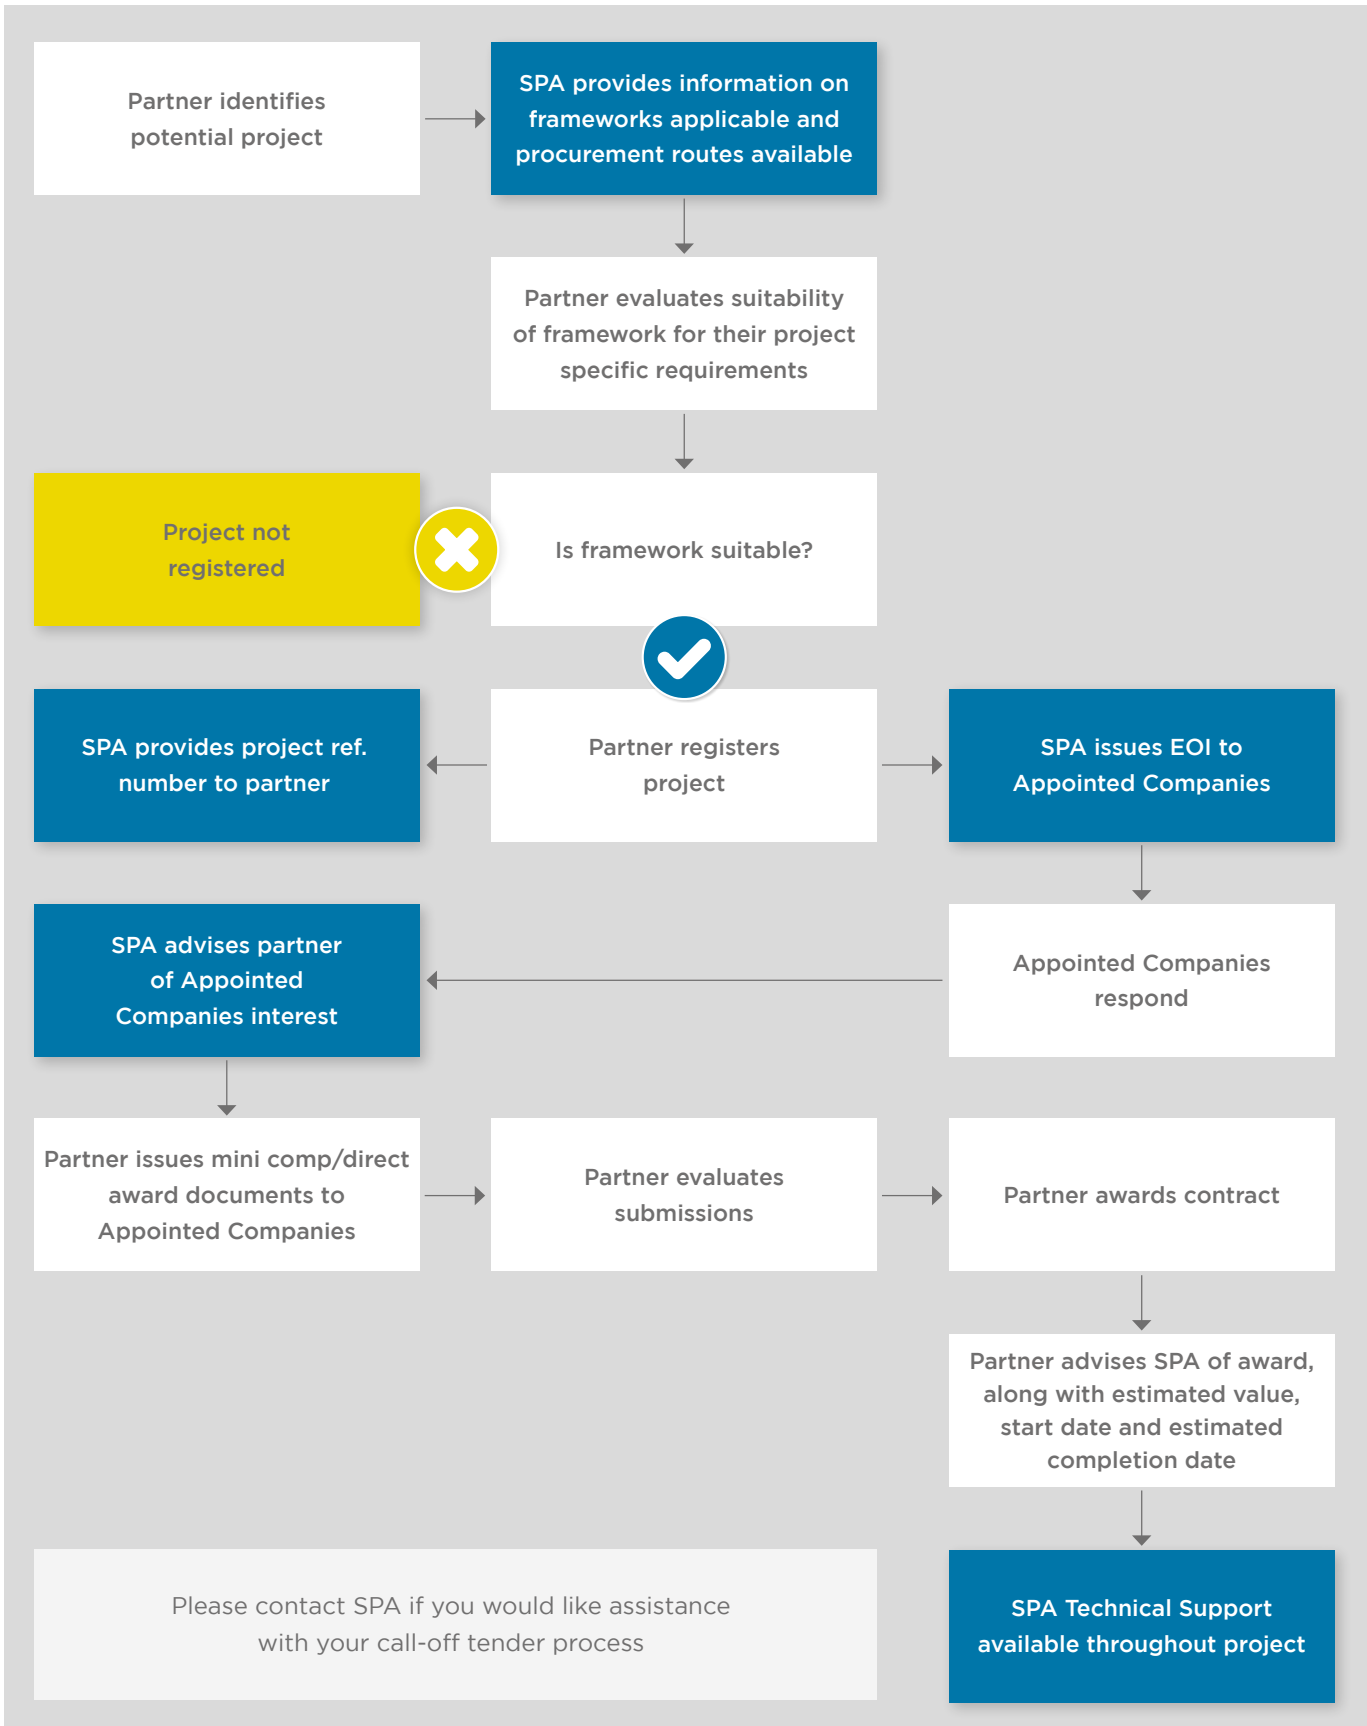 Partner identifies
potential project
SPA provides information on
frameworks applicable and
procurement routes available
Partner evaluates suitability
of framework for their project
specific requirements
Project not
registered
Is framework suitable?
SPA provides project ref.
number to partner
Partner registers
project
SPA issues EOI to
Appointed Companies
SPA advises partner
of Appointed
Companies interest
Appointed Companies
respond
Partner issues mini comp/direct
award documents to
Appointed Companies
Partner evaluates
submissions
Partner awards contract
Partner advises SPA of award,
along with estimated value,
start date and estimated
completion date
Please contact SPA if you would like assistance
with your call-off tender process
SPA Technical Support
available throughout project